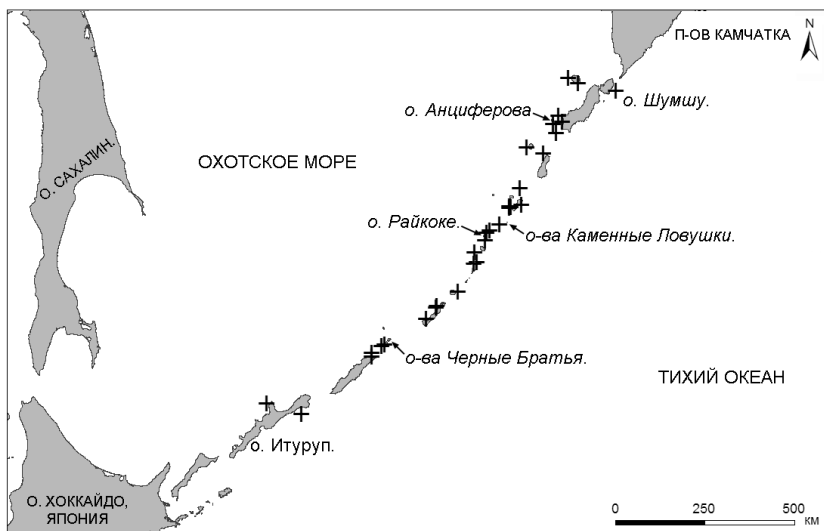 П-ОВ КАМЧАТКА
N
о. Анциферова
о. Шумшу.
О. САХАЛИН.
ОХОТСКОЕ МОРЕ
о. Райкоке.
о-ва Каменные Ловушки.
о-ва Черные Братья.
ТИХИЙ ОКЕАН
о. Итуруп.
О. ХОККАЙДО,
ЯПОНИЯ
0 250 500
КМ